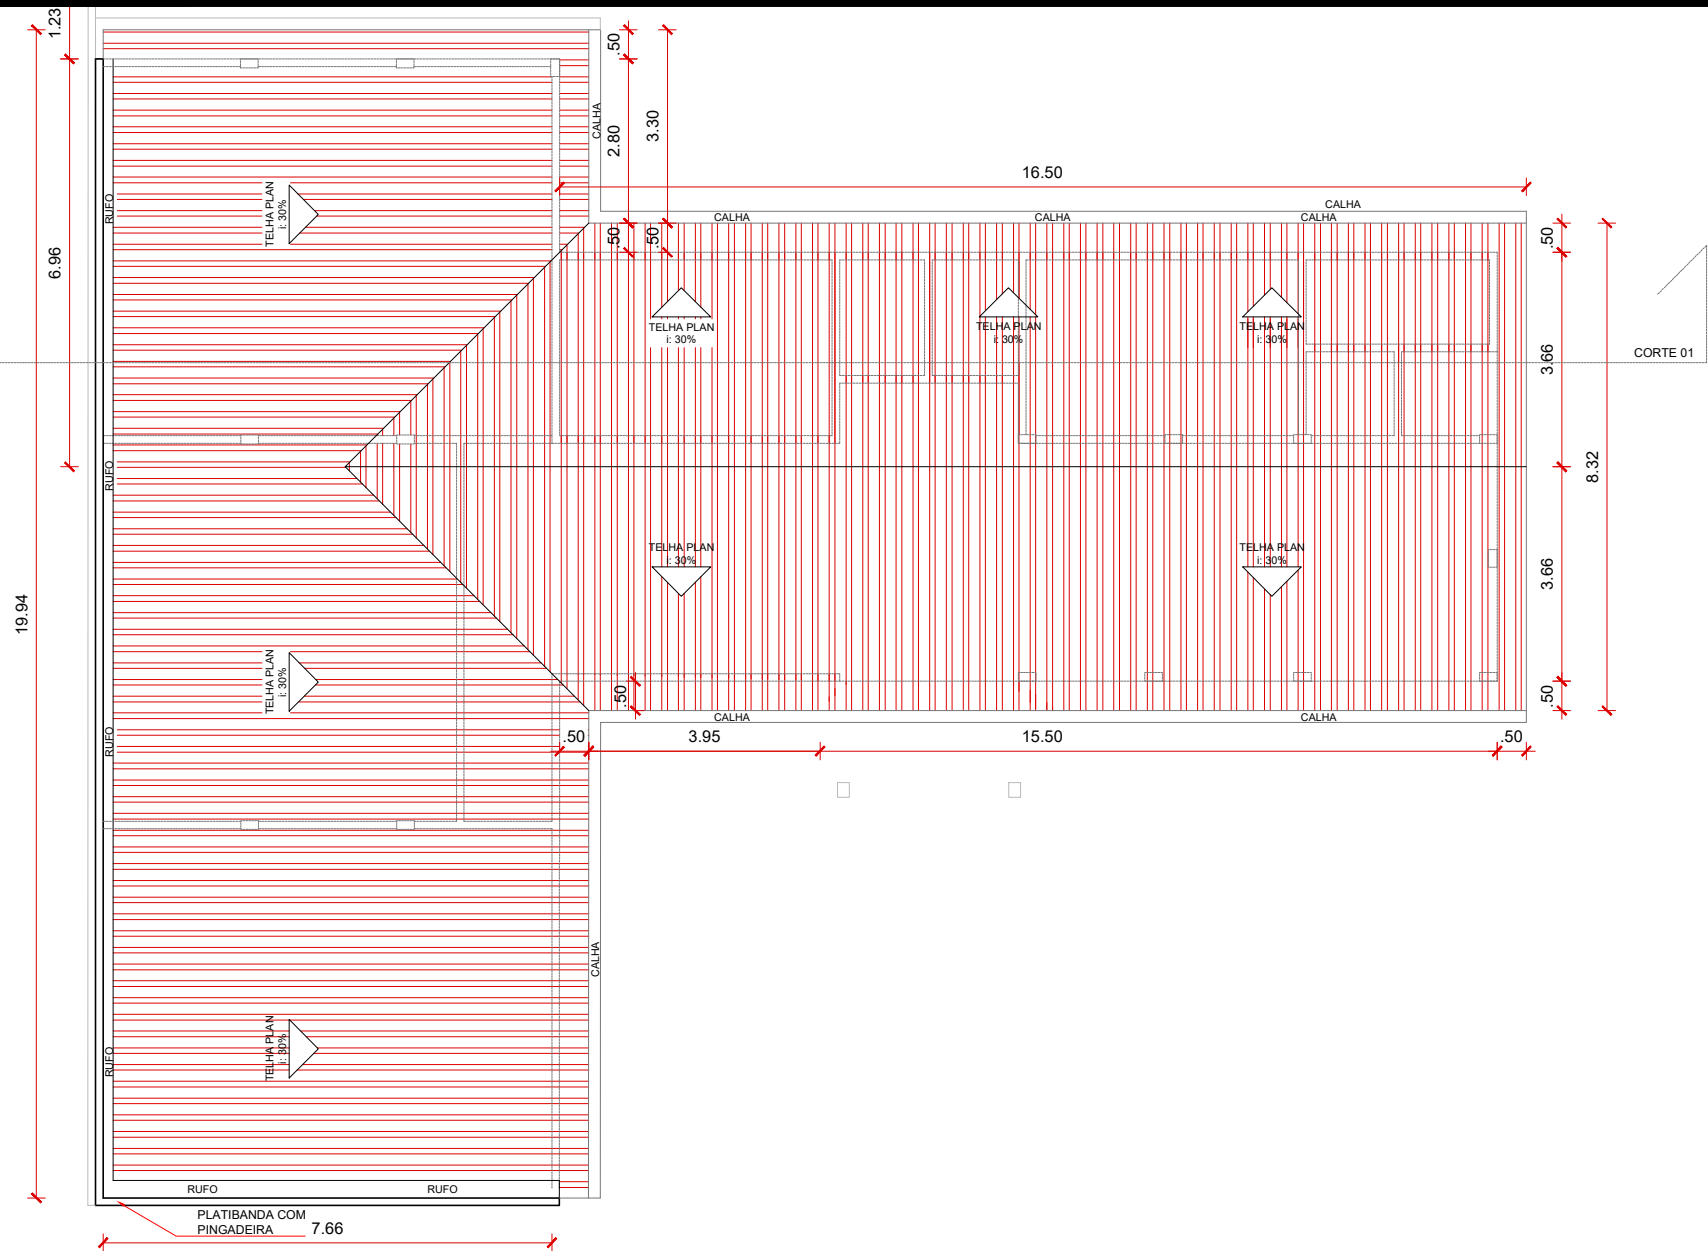 1.23
.50
CALHA
2.80
3.30
16.50
TELHA PLAN
i: 30%
RUFO
CALHA
CALHA
CALHA
CALHA
.50
.50
.50
6.96
TELHA PLAN
i: 30%
TELHA PLAN
i: 30%
TELHA PLAN
i: 30%
3.66
CORTE 01
RUFO
8.32
TELHA PLAN
i: 30%
TELHA PLAN
i: 30%
3.66
19.94
TELHA PLAN
i: 30%
.50
.50
RUFO
CALHA
CALHA
.50
3.95
15.50
.50
CALHA
TELHA PLAN
i: 30%
RUFO
RUFO
RUFO
PLATIBANDA COM
PINGADEIRA
7.66